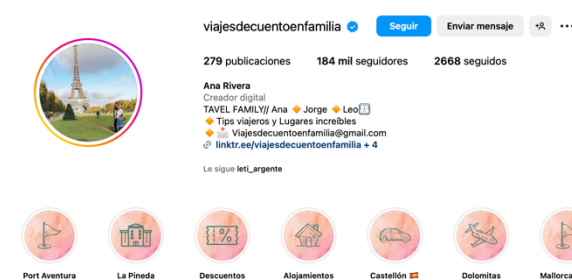 viajesdecuentoenfamilia Seguir Enviar mensaje
279 publicaciones 184 mil seguidores 2668 seguidos
Ana Rivera
Creador digital
TAVEL FAMILY// Ana 🔸Jorge 🔸Leo🚺
🔸Tips viajeros y Lugares increíbles
🔸📩 Viajesdecuentoenfamilia@gmail.com
linktr.ee/viajesdecuentoenfamilia + 4
Le sigue leti_argente
%
Port Aventura La Pineda Descuentos Alojamientos Castellón 🇪🇸 Dolomitas Mallorca